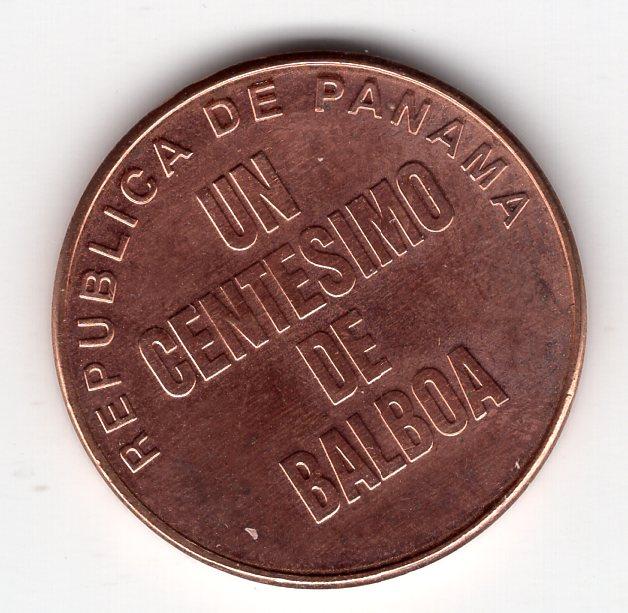 REPUBLICA DE PANAMA
UN
CENTESIMO
DE
BALBOA